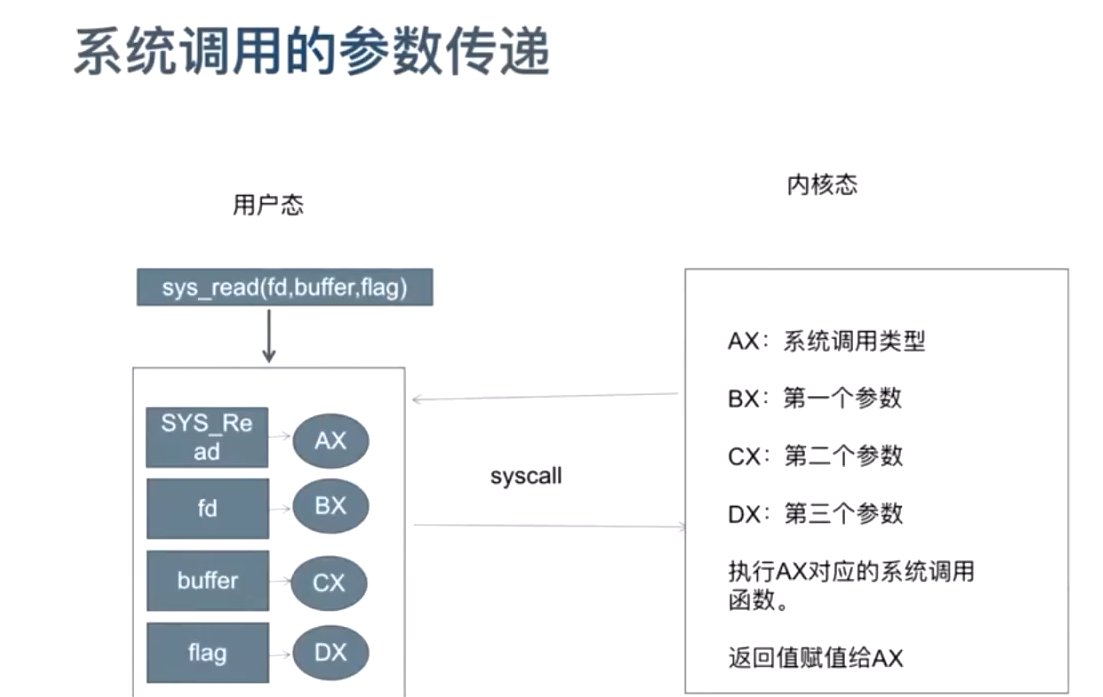 系统调用的参数传递
用户态
内核态
sys_read(fd,buffer,flag)
SYS_Re
ad
AX
fd
BX
buffer
CX
flag
DX
syscall
AX：系统调用类型
BX：第一个参数
CX：第二个参数
DX：第三个参数
执行AX对应的系统调用
函数。
返回值赋值给AX